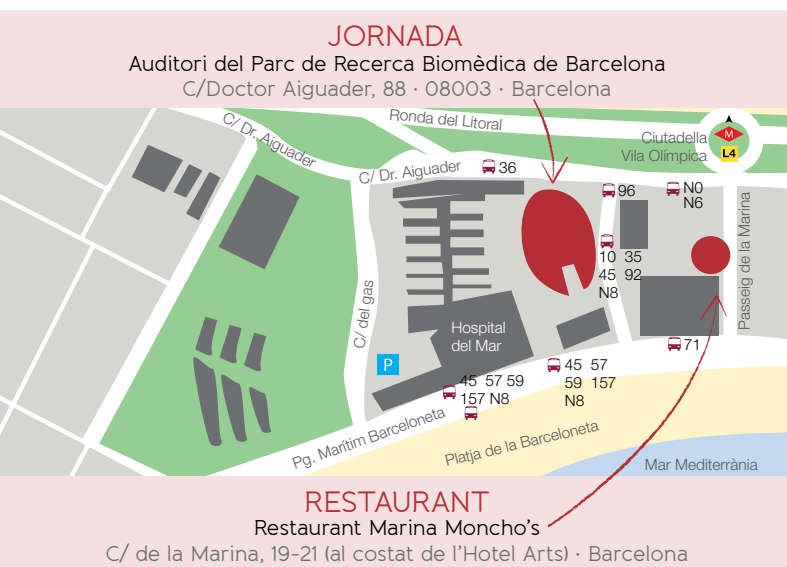 JORNADA
Auditori del Parc de Recerca Biomèdica de Barcelona
C/Doctor Aiguader, 88 · 08003 · Barcelona
C/ Dr. Aiguader
Ronda del Litoral
Ciutadella
Vila Olímpica
M
L4
C/ Dr. Aiguader
36
96
N0
N6
Passeig de la Marina
10 35
45 92
N8
C/ del gas
Hospital
del Mar
P
71
45 57
59 157
N8
45 57 59
157 N8
Pg. Marítim Barceloneta
Platja de la Barceloneta
Mar Mediterrània
RESTAURANT
Restaurant Marina Moncho's
C/ de la Marina, 19-21 (al costat de l'Hotel Arts) · Barcelona